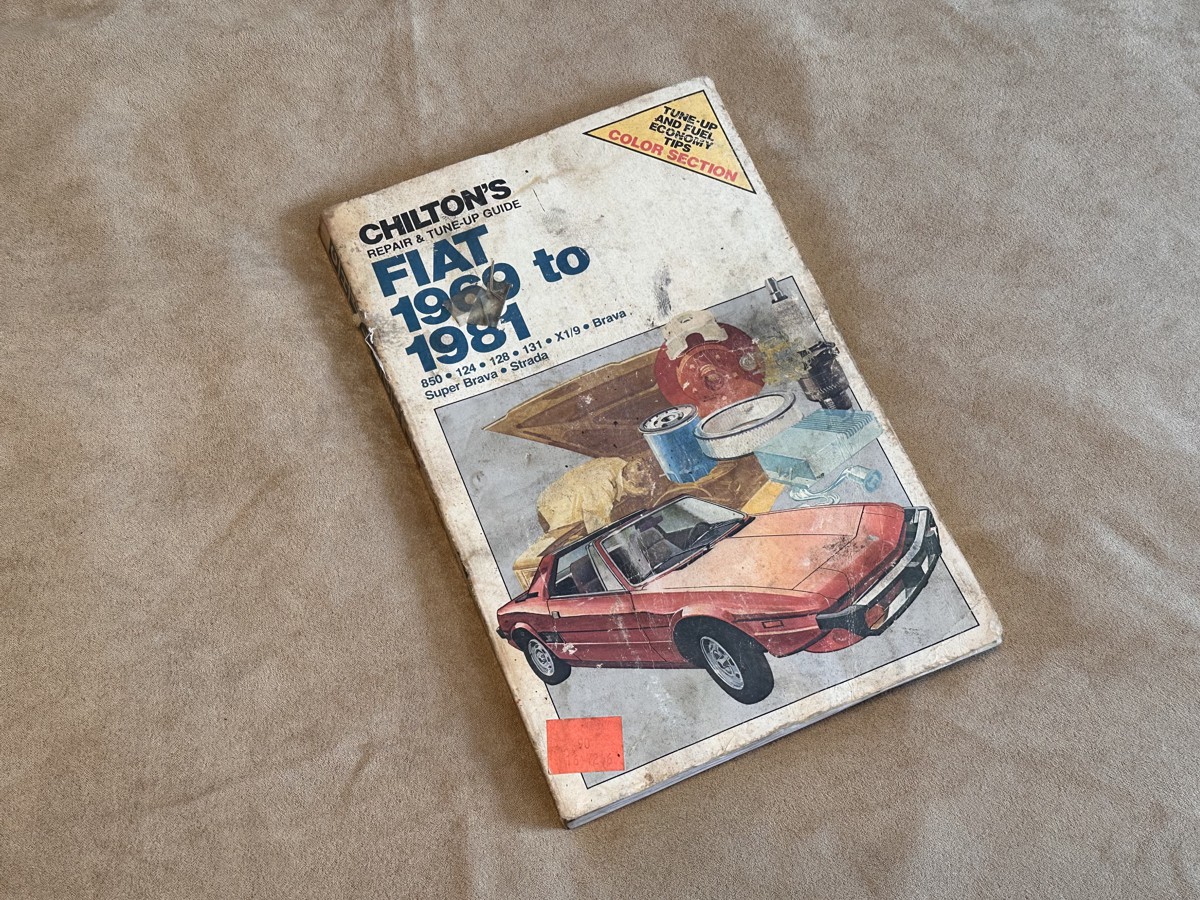 CHILTON'S
REPAIR & TUNE-UP GUIDE
FIAT
1969 to
1981
850 • 124 • 128 • 131 • X1/9 • Brava
Super Brava • Strada
TUNE-UP
AND FUEL
ECONOMY
TIPS
COLOR SECTION